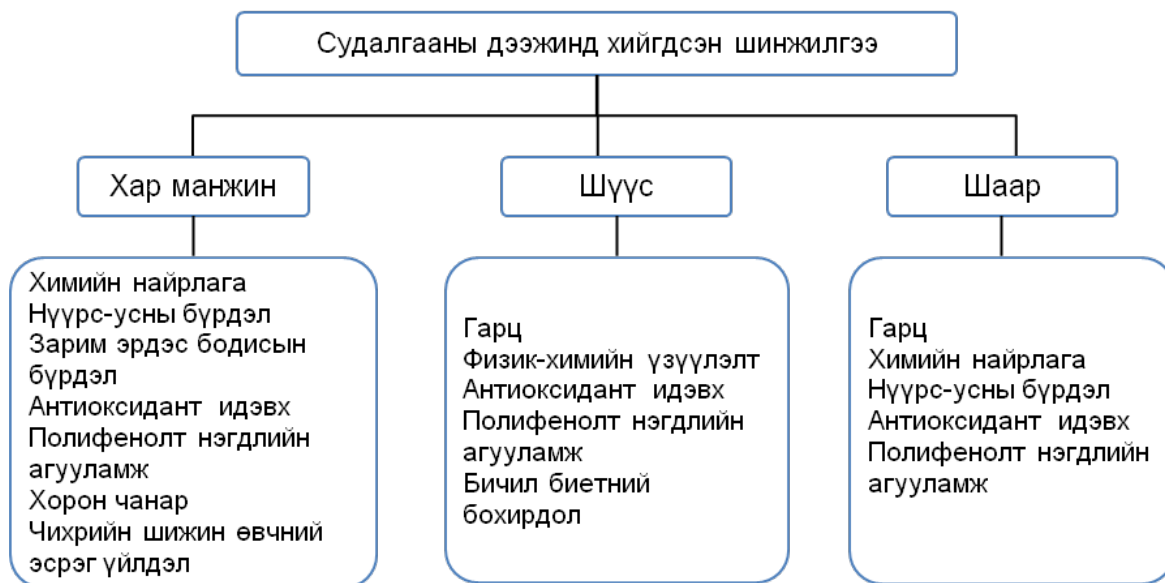 Судалгааны дээжинд хийгдсэн шинжилгээ
Хар манжин
Шүүс
Шаар
Химийн найрлага
Нүүрс-усны бүрдэл
Зарим эрдэс бодисын
бүрдэл
Антиоксидант идэвх
Полифенолт нэгдлийн
агууламж
Хорон чанар
Чихрийн шижин өвчний
эсрэг үйлдэл
Гарц
Физик-химийн үзүүлэлт
Антиоксидант идэвх
Полифенолт нэгдлийн
агууламж
Бичил биетний
бохирдол
Гарц
Химийн найрлага
Нүүрс-усны бүрдэл
Антиоксидант идэвх
Полифенолт нэгдлийн
агууламж